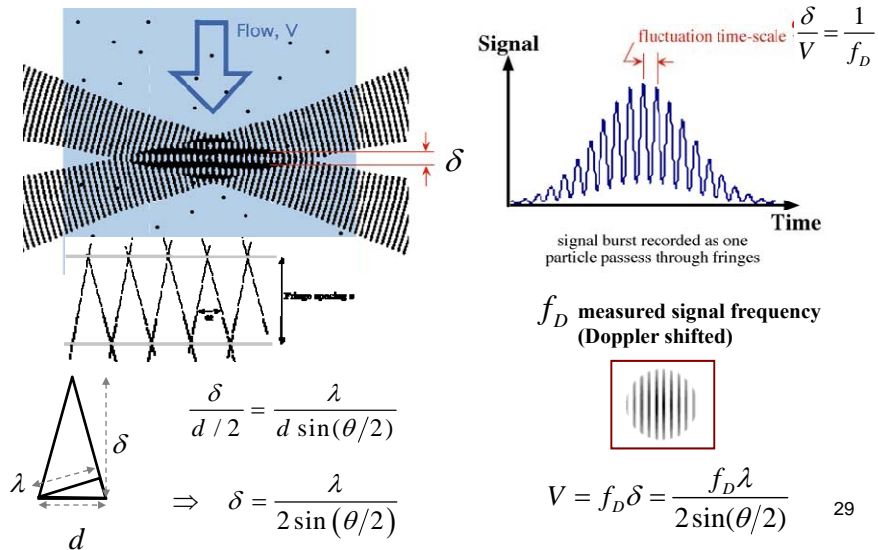 Flow, V
δ
Fringe spacing s
δ
λ
d
δ / (d / 2) = λ / (d sin(θ/2))
⇒ δ = λ / (2 sin(θ/2))
Signal
fluctuation time-scale
δ / V = 1 / f_D
Time
signal burst recorded as one
particle passess through fringes
f_D measured signal frequency
(Doppler shifted)
V = f_D δ = f_D λ / (2 sin(θ/2))
29